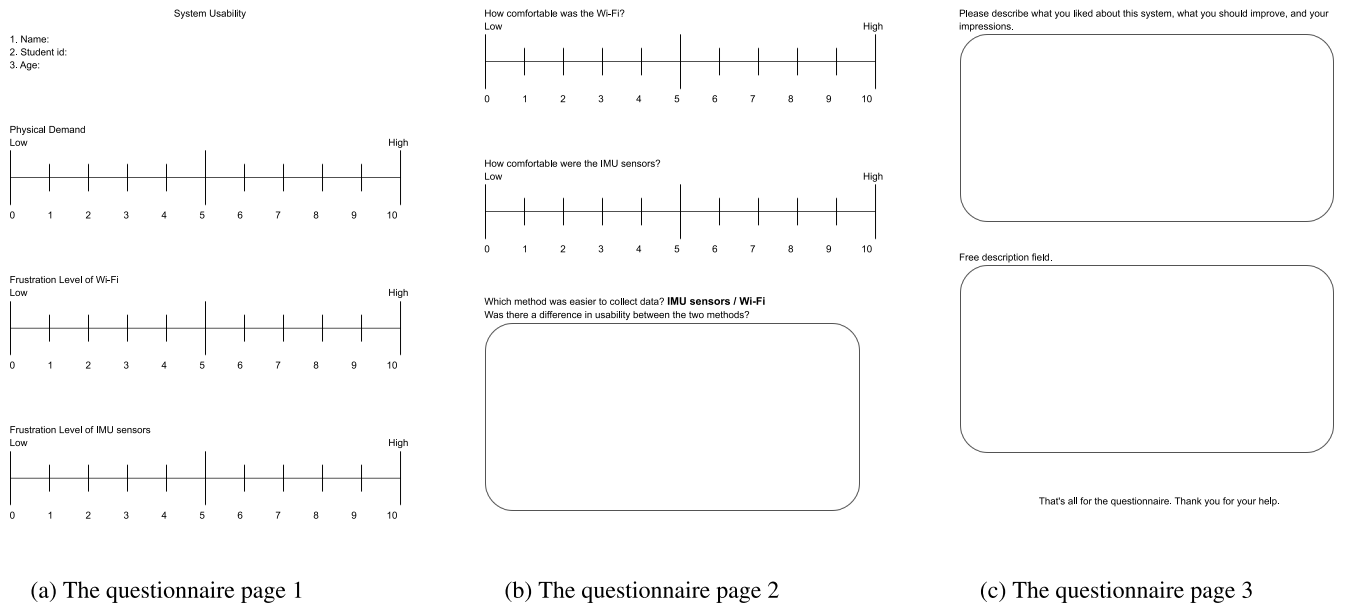 System Usability
1. Name:
2. Student id:
3. Age:
Physical Demand
Low High
0 1 2 3 4 5 6 7 8 9 10
Frustration Level of Wi-Fi
Low High
0 1 2 3 4 5 6 7 8 9 10
Frustration Level of IMU sensors
Low High
0 1 2 3 4 5 6 7 8 9 10
(a) The questionnaire page 1
How comfortable was the Wi-Fi?
Low High
0 1 2 3 4 5 6 7 8 9 10
How comfortable were the IMU sensors?
Low High
0 1 2 3 4 5 6 7 8 9 10
Which method was easier to collect data? IMU sensors / Wi-Fi
Was there a difference in usability between the two methods?
(b) The questionnaire page 2
Please describe what you liked about this system, what you should improve, and your
impressions.
Free description field.
That's all for the questionnaire. Thank you for your help.
(c) The questionnaire page 3